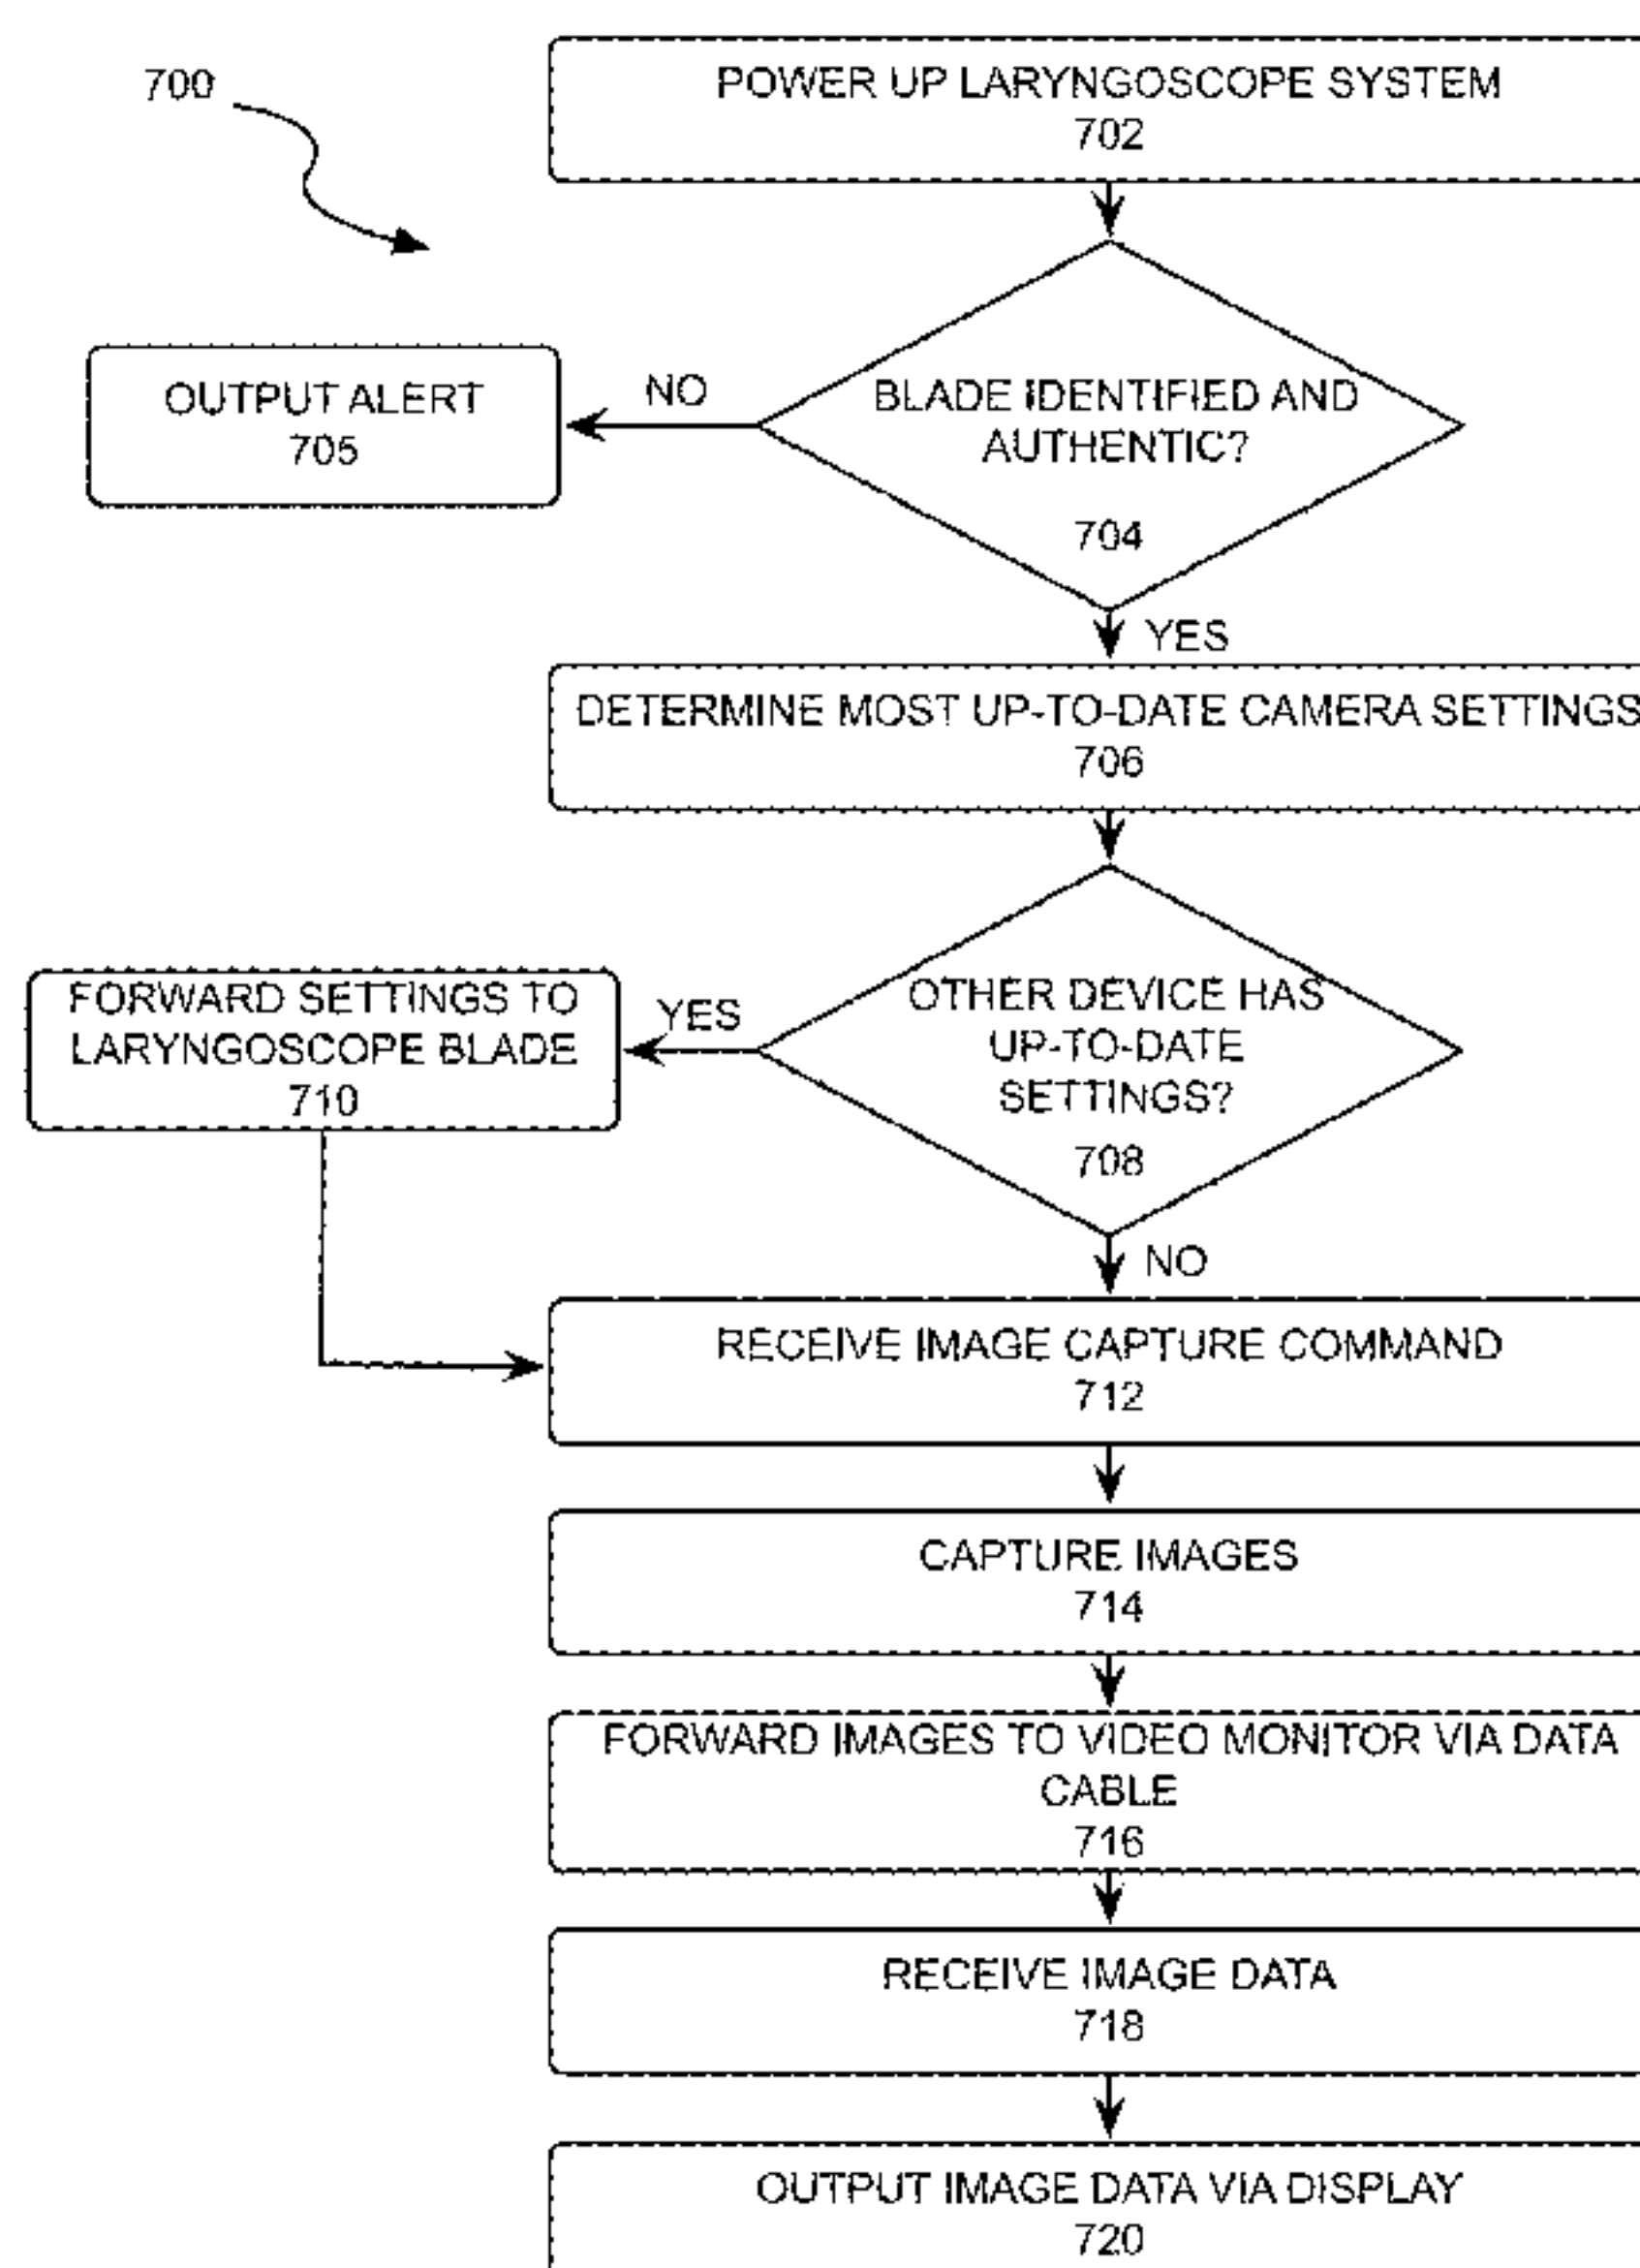 700
POWER UP LARYNGOSCOPE SYSTEM
702
BLADE IDENTIFIED AND
AUTHENTIC?
704
NO
OUTPUT ALERT
705
YES
DETERMINE MOST UP-TO-DATE CAMERA SETTINGS
706
OTHER DEVICE HAS
UP-TO-DATE
SETTINGS?
708
YES
FORWARD SETTINGS TO
LARYNGOSCOPE BLADE
710
NO
RECEIVE IMAGE CAPTURE COMMAND
712
CAPTURE IMAGES
714
FORWARD IMAGES TO VIDEO MONITOR VIA DATA
CABLE
716
RECEIVE IMAGE DATA
718
OUTPUT IMAGE DATA VIA DISPLAY
720